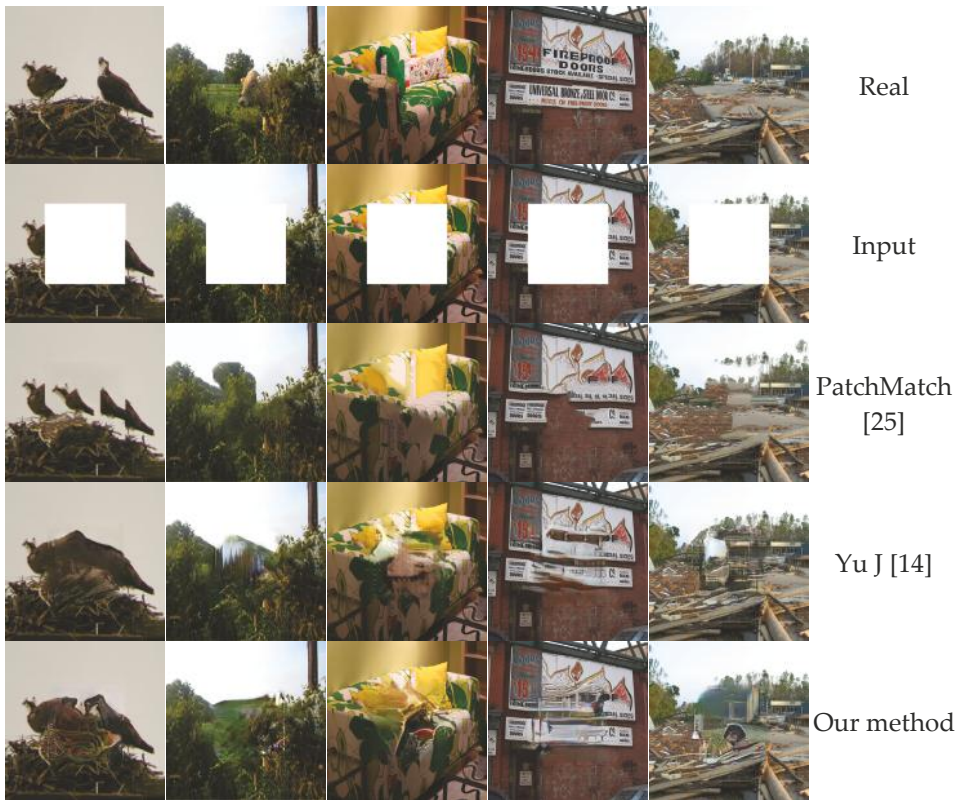 FIREPROOF
DOORS
UNIVERSAL BRONZE & STEEL DOOR CO.
Real
Input
PatchMatch
[25]
Yu J [14]
Our method